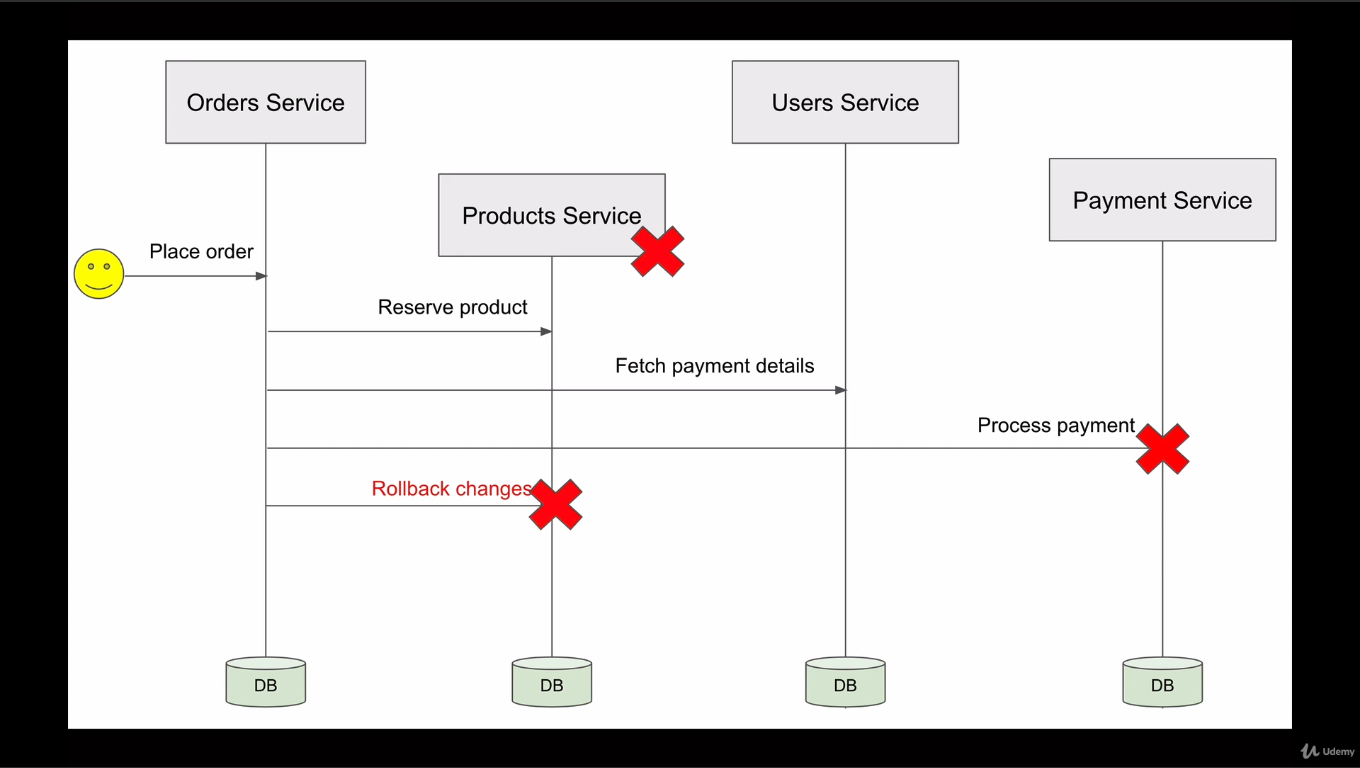 Orders Service
Users Service
Products Service
Payment Service
Place order
Reserve product
Fetch payment details
Process payment
Rollback changes
DB
DB
DB
DB
Udemy